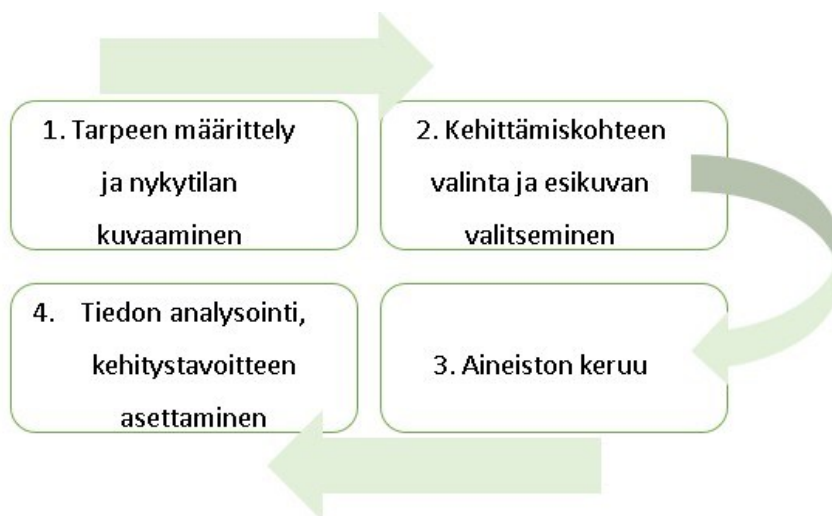 1. Tarpeen määrittely
ja nykytilan
kuvaaminen
2. Kehittämiskohteen
valinta ja esikuvan
valitseminen
3. Aineiston keruu
4. Tiedon analysointi,
kehitystavoitteen
asettaminen